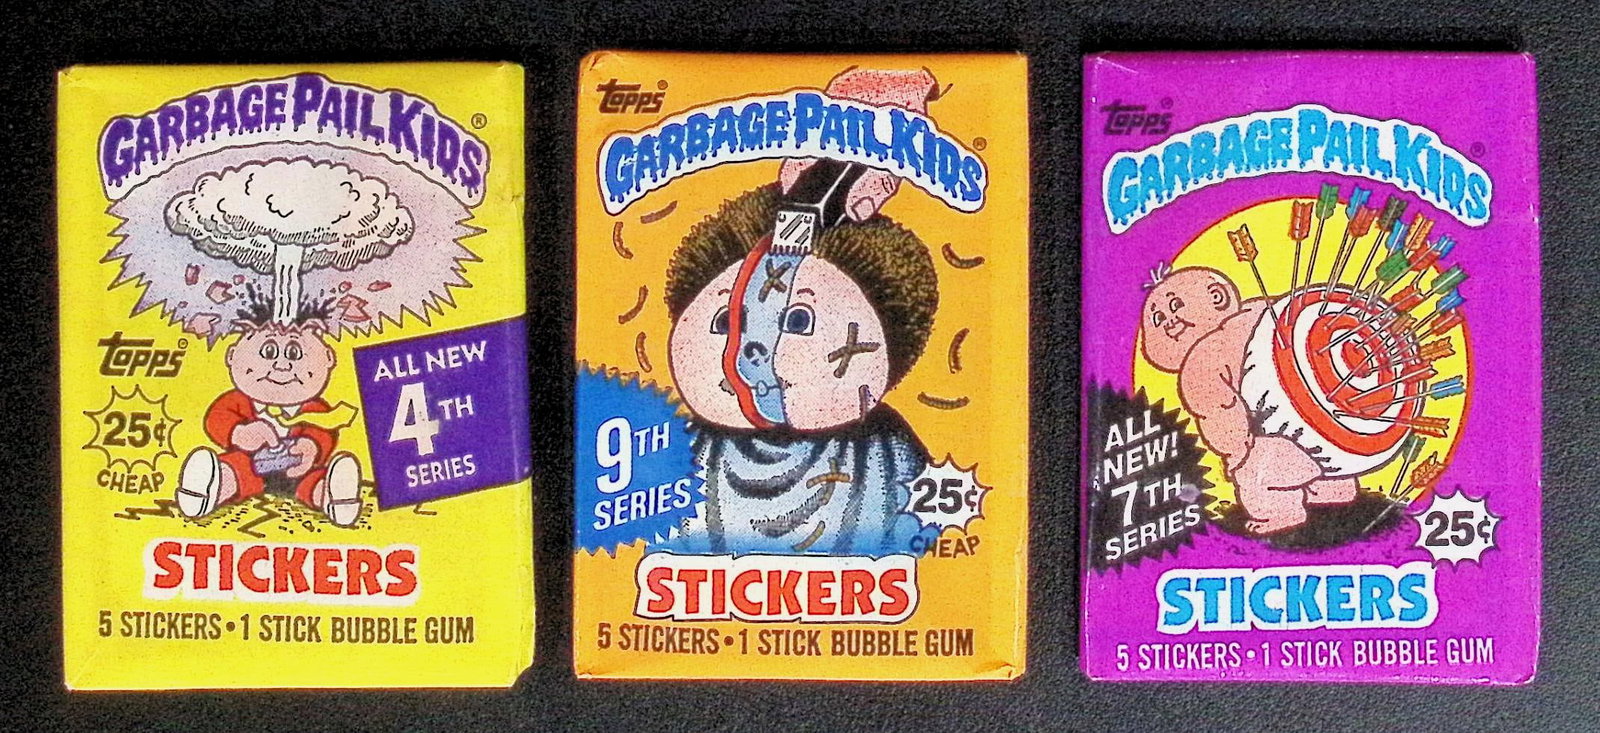 GARBAGE PAIL KIDS ®
topps®
ALL NEW
4TH
SERIES
25¢
CHEAP
STICKERS
5 STICKERS • 1 STICK BUBBLE GUM
topps®
GARBAGE PAIL KIDS ®
9TH
SERIES
25¢
CHEAP
STICKERS
5 STICKERS • 1 STICK BUBBLE GUM
topps®
GARBAGE PAIL KIDS ®
ALL
NEW!
7TH
SERIES
25¢
STICKERS
5 STICKERS • 1 STICK BUBBLE GUM